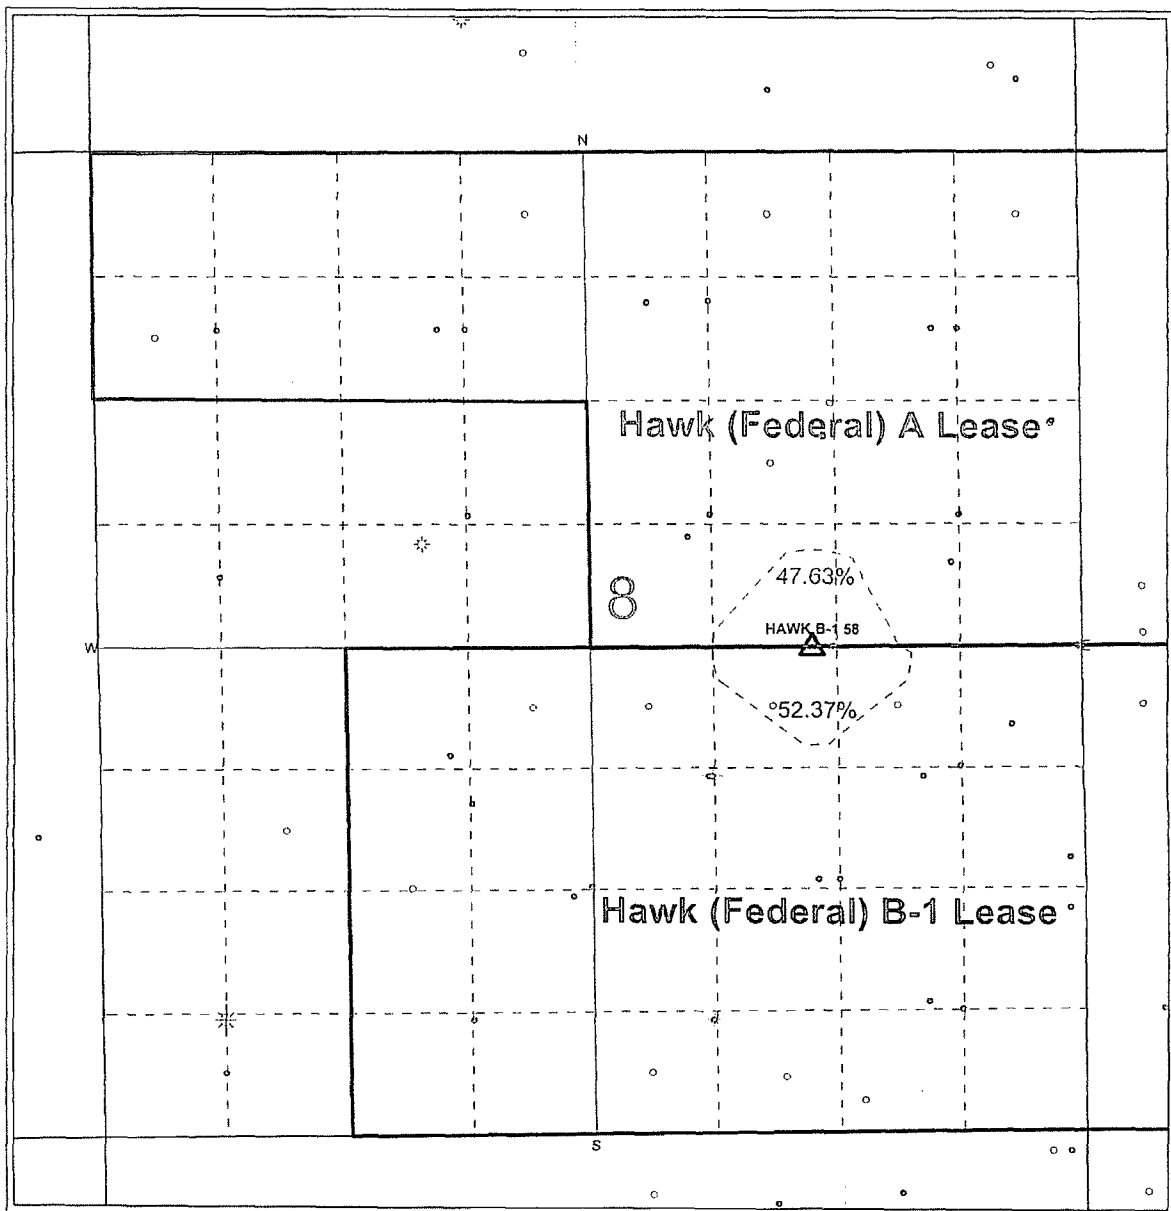 N
Hawk (Federal) A Lease
47.63%
8
HAWK B-1 58
W
52.37%
Hawk (Federal) B-1 Lease
S